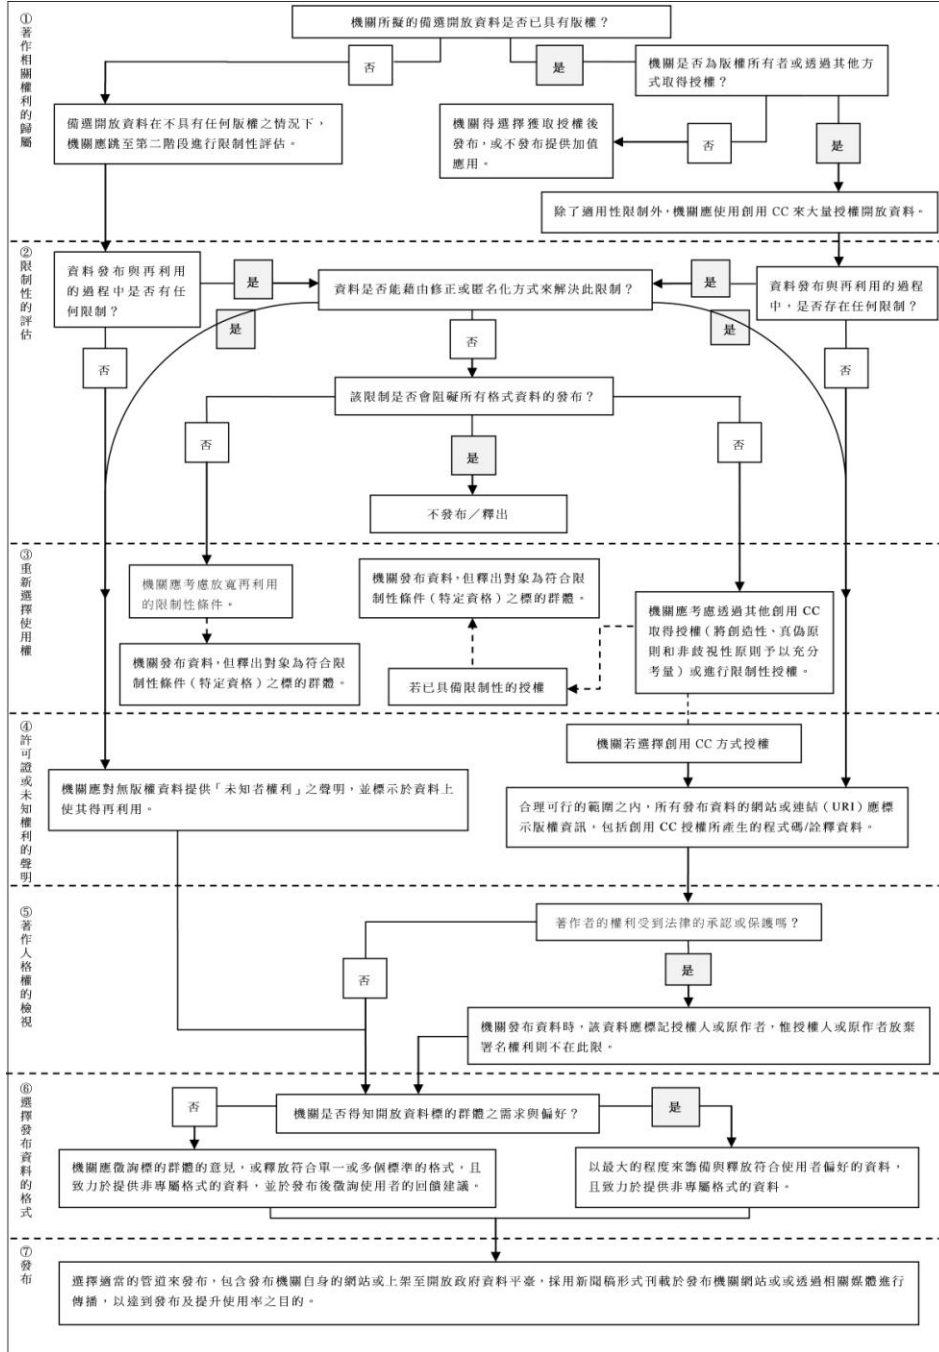 ①著作相關權利的歸屬
機關所擬的備選開放資料是否已具有版權？
否
是
機關是否為版權所有者或透過其他方
式取得授權？
備選開放資料在不具有任何版權之情況下，
機關應跳至第二階段進行限制性評估。
機關得選擇獲取授權後
發布，或不發布提供加值
應用。
否
是
除了適用性限制外，機關應使用創用 CC 來大量授權開放資料。
②限制性的評估
資料發布與再利用
的過程中是否有任
何限制？
是
資料是否能藉由修正或匿名化方式來解決此限制？
是
資料發布與再利用的過程
中，是否存在任何限制？
是
是
否
否
否
該限制是否會阻礙所有格式資料的發布？
否
是
否
不發布／釋出
③重新選擇使用權
機關應考慮放寬再利用
的限制性條件。
機關發布資料，但釋出對象為符合限
制性條件（特定資格）之標的群體。
機關發布資料，但釋出對象為符合限
制性條件（特定資格）之標的群體。
若已具備限制性的授權
機關應考慮透過其他創用 CC
取得授權（將創造性、真偽原
則和非歧視性原則予以充分
考量）或進行限制性授權。
④許可證或未知權利的聲明
機關若選擇創用 CC 方式授權
機關應對無版權資料提供「未知者權利」之聲明，並標示於資料上
使其得再利用。
合理可行的範圍之內，所有發布資料的網站或連結（URI）應標
示版權資訊，包括創用 CC 授權所產生的程式碼/詮釋資料。
⑤著作人格權的檢視
著作者的權利受到法律的承認或保護嗎？
否
是
機關發布資料時，該資料應標記授權人或原作者，惟授權人或原作者放棄
署名權利則不在此限。
⑥選擇發布資料的格式
否
機關是否得知開放資料標的群體之需求與偏好？
是
機關應徵詢標的群體的意見，或釋放符合單一或多個標準的格式，且
致力於提供非專屬格式的資料，並於發布後徵詢使用者的回饋建議。
以最大的程度來籌備與釋放符合使用者偏好的資料，
且致力於提供非專屬格式的資料。
⑦發布
選擇適當的管道來發布，包含發布機關自身的網站或上架至開放政府資料平臺，採用新聞稿形式刊載於發布機關網站或或透過相關媒體進行
傳播，以達到發布及提升使用率之目的。